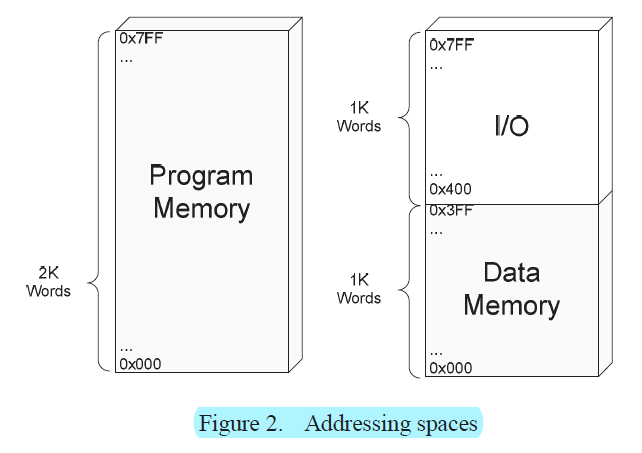 0x7FF
...
Program
Memory
2K
Words
...
0x000
0x7FF
...
1K
Words
I/O
...
0x400
0x3FF
...
1K
Words
Data
Memory
...
0x000
Figure 2. Addressing spaces